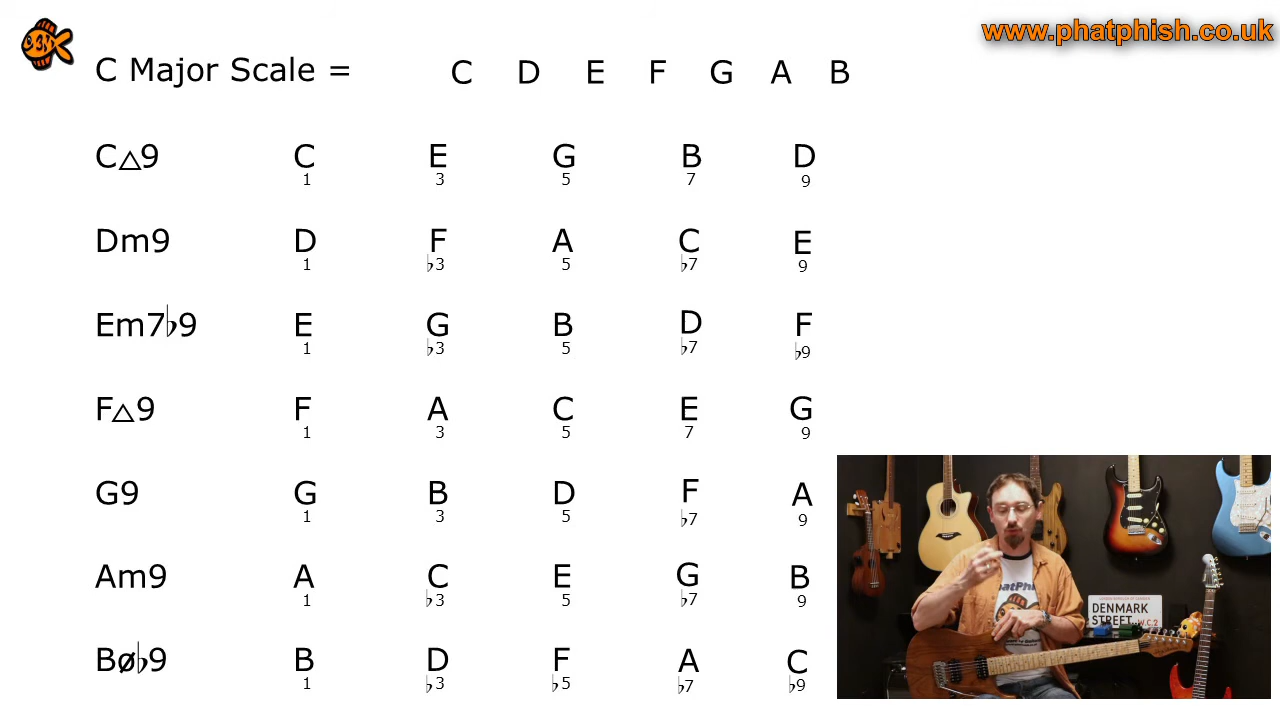 www.phatphish.co.uk
C Major Scale = C D E F G A B
C△9 C E G B D
1 3 5 7 9
Dm9 D F A C E
1 ♭3 5 ♭7 9
Em7♭9 E G B D F
1 ♭3 5 ♭7 ♭9
F△9 F A C E G
1 3 5 7 9
G9 G B D F A
1 3 5 ♭7 9
Am9 A C E G B
1 ♭3 5 ♭7 9
Bø♭9 B D F A C
1 ♭3 ♭5 ♭7 ♭9
DENMARK
STREET W.C.2